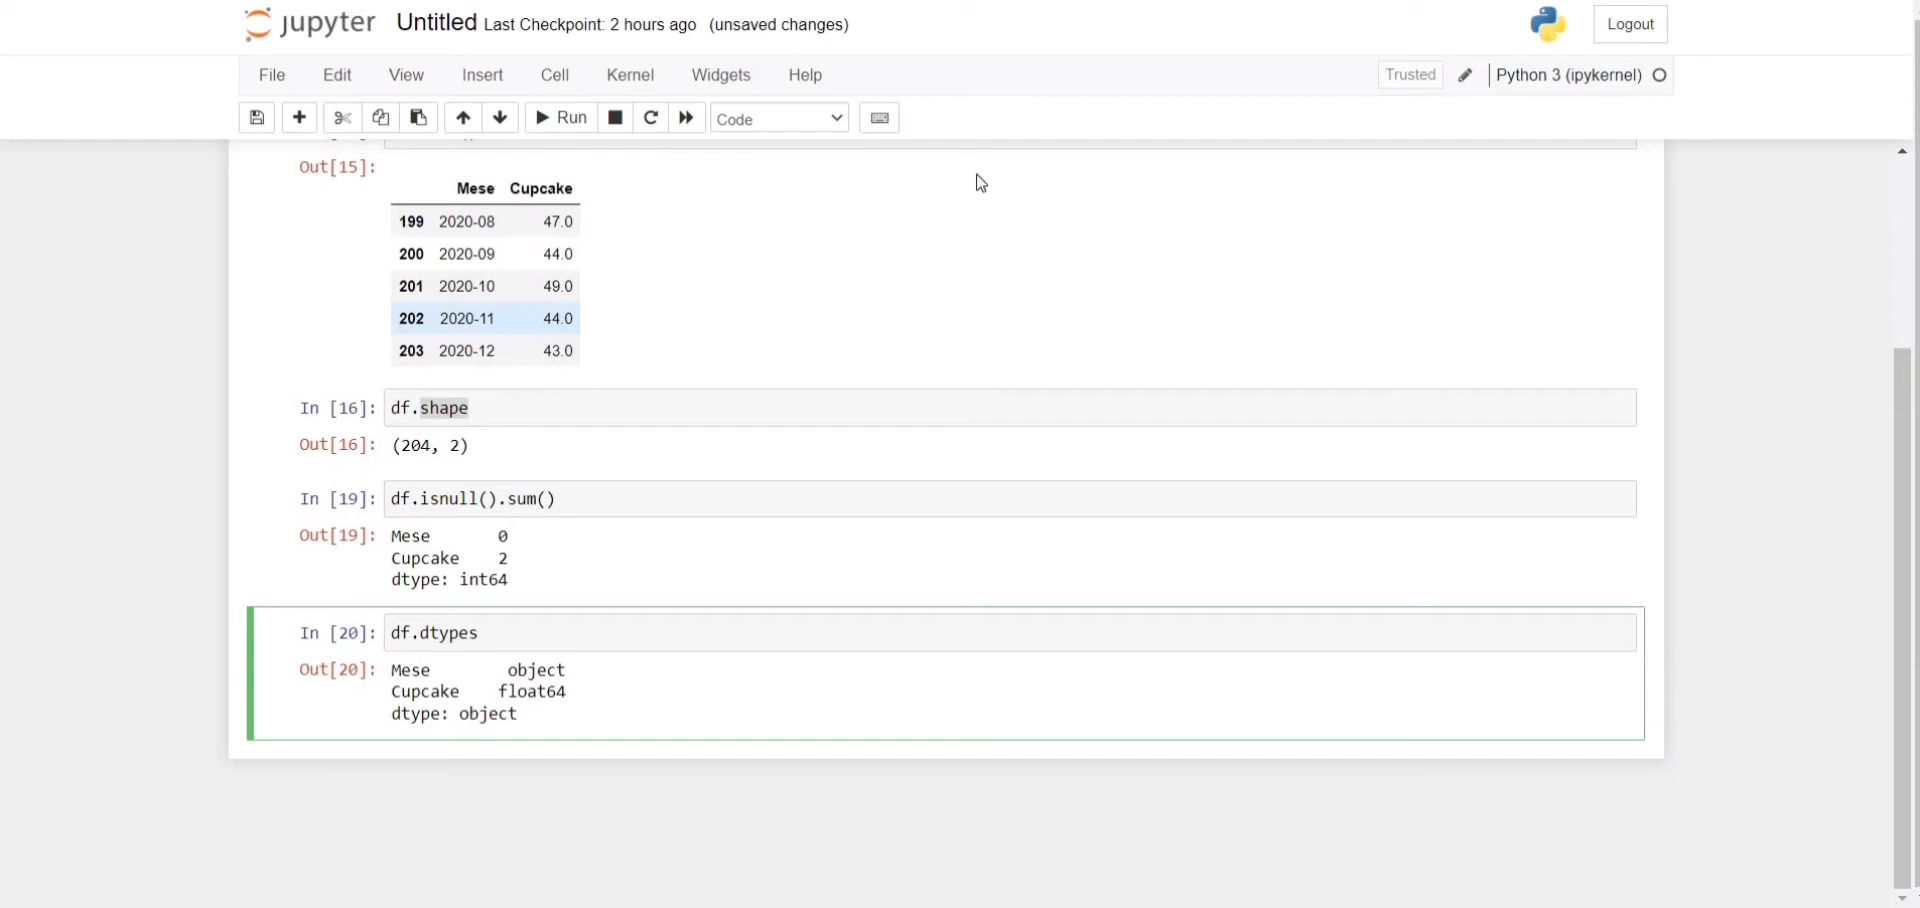 jupyter Untitled Last Checkpoint: 2 hours ago (unsaved changes) Logout
File Edit View Insert Cell Kernel Widgets Help Trusted Python 3 (ipykernel)
Run Code
Out[15]:
Mese Cupcake
199 2020-08 47.0
200 2020-09 44.0
201 2020-10 49.0
202 2020-11 44.0
203 2020-12 43.0
In [16]: df.shape
Out[16]: (204, 2)
In [19]: df.isnull().sum()
Out[19]: Mese 0
Cupcake 2
dtype: int64
In [20]: df.dtypes
Out[20]: Mese object
Cupcake float64
dtype: object